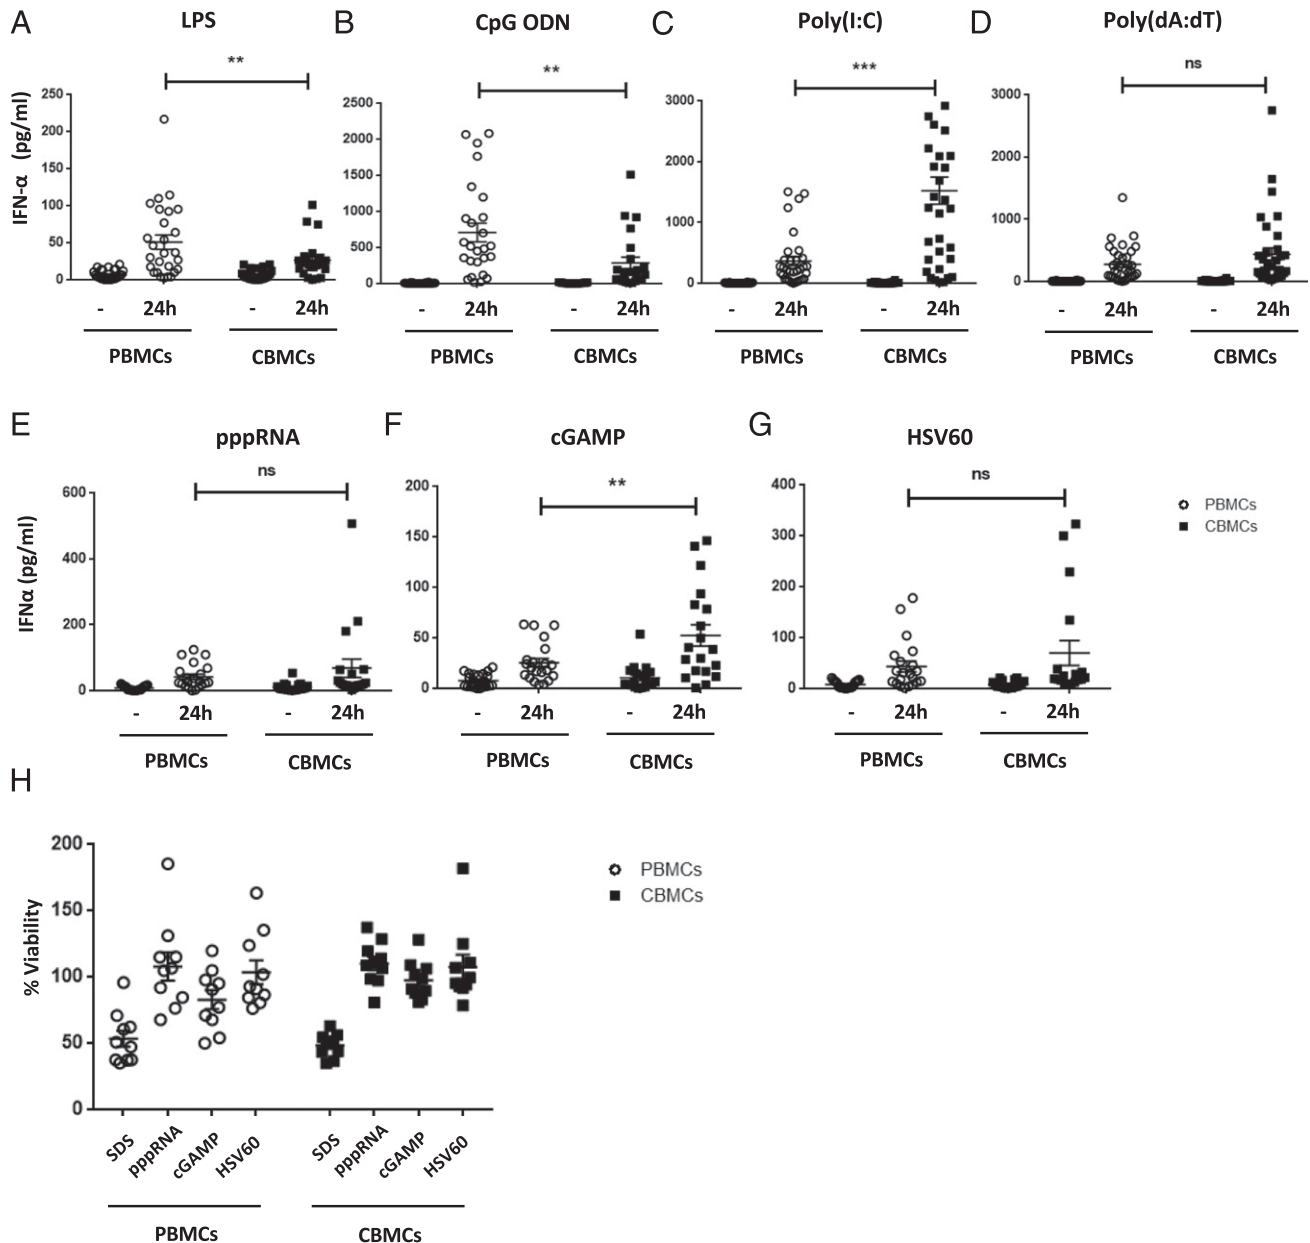 A LPS
B CpG ODN
C Poly(I:C)
D Poly(dA:dT)
** ** *** ns
IFN-α (pg/ml)
250 200 150 100 50 0
2500 2000 1500 1000 500 0
3000 2000 1000 0
3000 2000 1000 0
- 24h - 24h - 24h - 24h - 24h - 24h - 24h - 24h
PBMCs CBMCs PBMCs CBMCs PBMCs CBMCs PBMCs CBMCs
E pppRNA
F cGAMP
G HSV60
ns ** ns
IFNα (pg/ml)
600 400 200 0
200 150 100 50 0
400 300 200 100 0
PBMCs
CBMCs
- 24h - 24h - 24h - 24h - 24h - 24h
PBMCs CBMCs PBMCs CBMCs PBMCs CBMCs
H
% Viability
200 150 100 50 0
PBMCs
CBMCs
SDS pppRNA cGAMP HSV60 SDS pppRNA cGAMP HSV60
PBMCs CBMCs